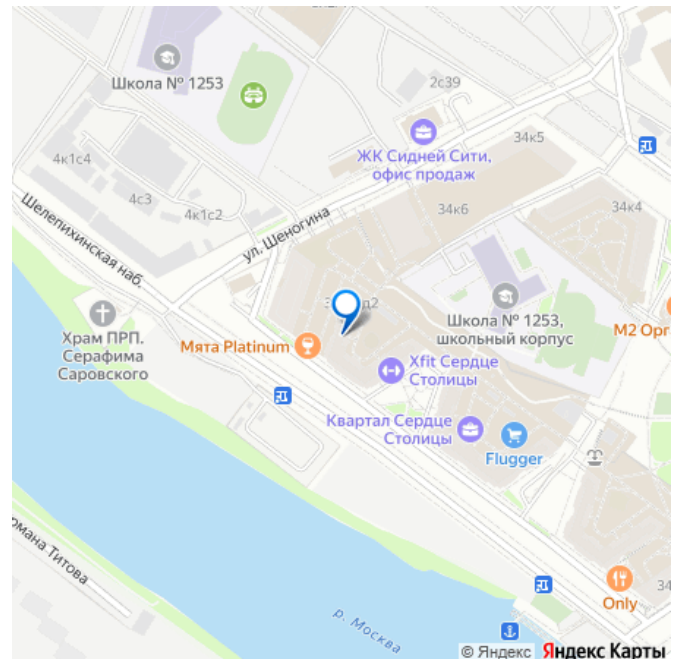 Школа № 1253
2с39
34к5
ЖК Сидней Сити,
офис продаж
4к1с4
4с3
4к1с2
34к6
34к4
Шелепихинская наб.
ул. Шеногина
д2
Храм ПРП.
Серафима
Саровского
Мята Platinum
Школа № 1253,
школьный корпус
М2 Орг
Xfit Сердце
Столицы
Квартал Сердце
Столицы
Flugger
Титова
34
Only
р. Москва
© Яндекс Яндекс Карты